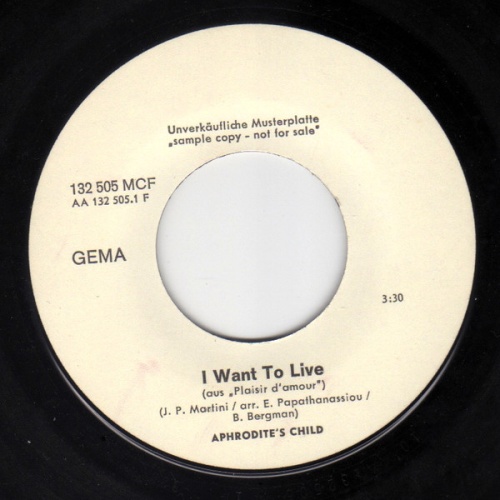 Unverkäufliche Musterplatte
„sample copy - not for sale"
132 505 MCF
AA 132 505.1 F
GEMA
3:30
I Want To Live
(aus „Plaisir d'amour")
(J. P. Martini / arr. E. Papathanassiou /
B. Bergman)
APHRODITE'S CHILD